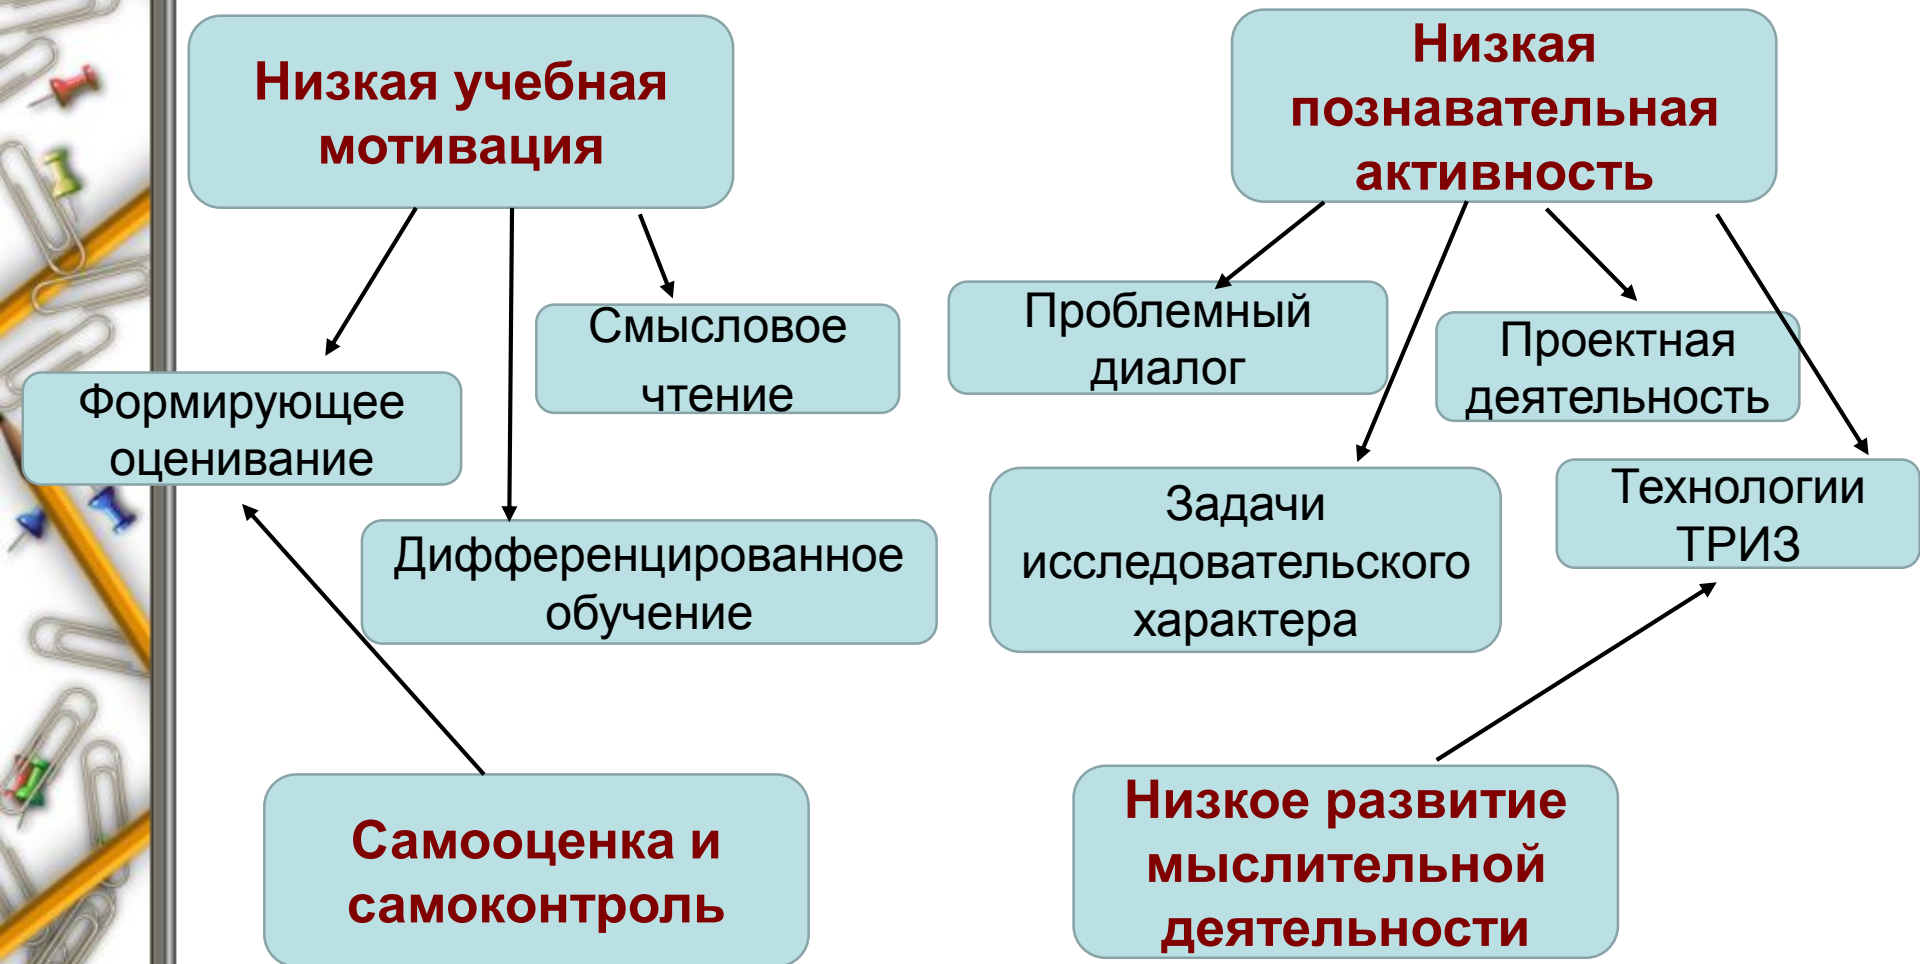 Низкая учебная
мотивация
Низкая
познавательная
активность
Смысловое
чтение
Проблемный
диалог
Проектная
деятельность
Формирующее
оценивание
Дифференцированное
обучение
Задачи
исследовательского
характера
Технологии
ТРИЗ
Самооценка и
самоконтроль
Низкое развитие
мыслительной
деятельности